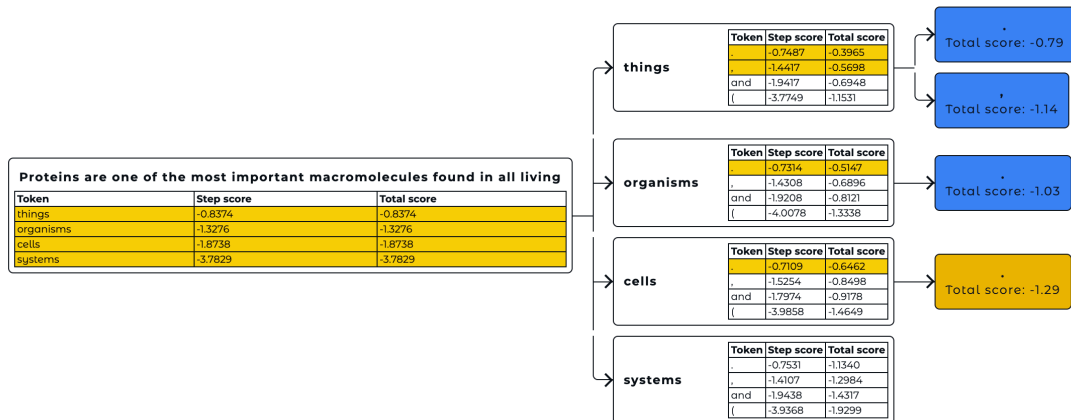 Proteins are one of the most important macromolecules found in all living
Token Step score Total score
things -0.8374 -0.8374
organisms -1.3276 -1.3276
cells -1.8738 -1.8738
systems -3.7829 -3.7829
things
Token Step score Total score
. -0.7487 -0.3965
, -1.4417 -0.5698
and -1.9417 -0.6948
( -3.7749 -1.1531
organisms
Token Step score Total score
. -0.7314 -0.5147
, -1.4308 -0.6896
and -1.9208 -0.8121
( -4.0078 -1.3338
cells
Token Step score Total score
. -0.7109 -0.6462
, -1.5254 -0.8498
and -1.7974 -0.9178
( -3.9858 -1.4649
systems
Token Step score Total score
. -0.7531 -1.1340
, -1.4107 -1.2984
and -1.9438 -1.4317
( -3.9368 -1.9299
.
Total score: -0.79
,
Total score: -1.14
.
Total score: -1.03
.
Total score: -1.29